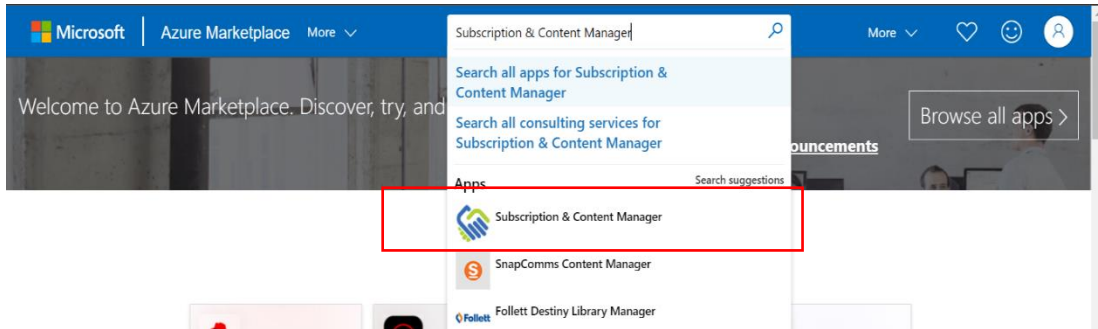 Microsoft Azure Marketplace More Subscription & Content Manager More
Search all apps for Subscription &
Content Manager
Welcome to Azure Marketplace. Discover, try, and
Browse all apps >
Search all consulting services for
Subscription & Content Manager
ouncements
Apps Search suggestions
Subscription & Content Manager
SnapComms Content Manager
Follett Follett Destiny Library Manager